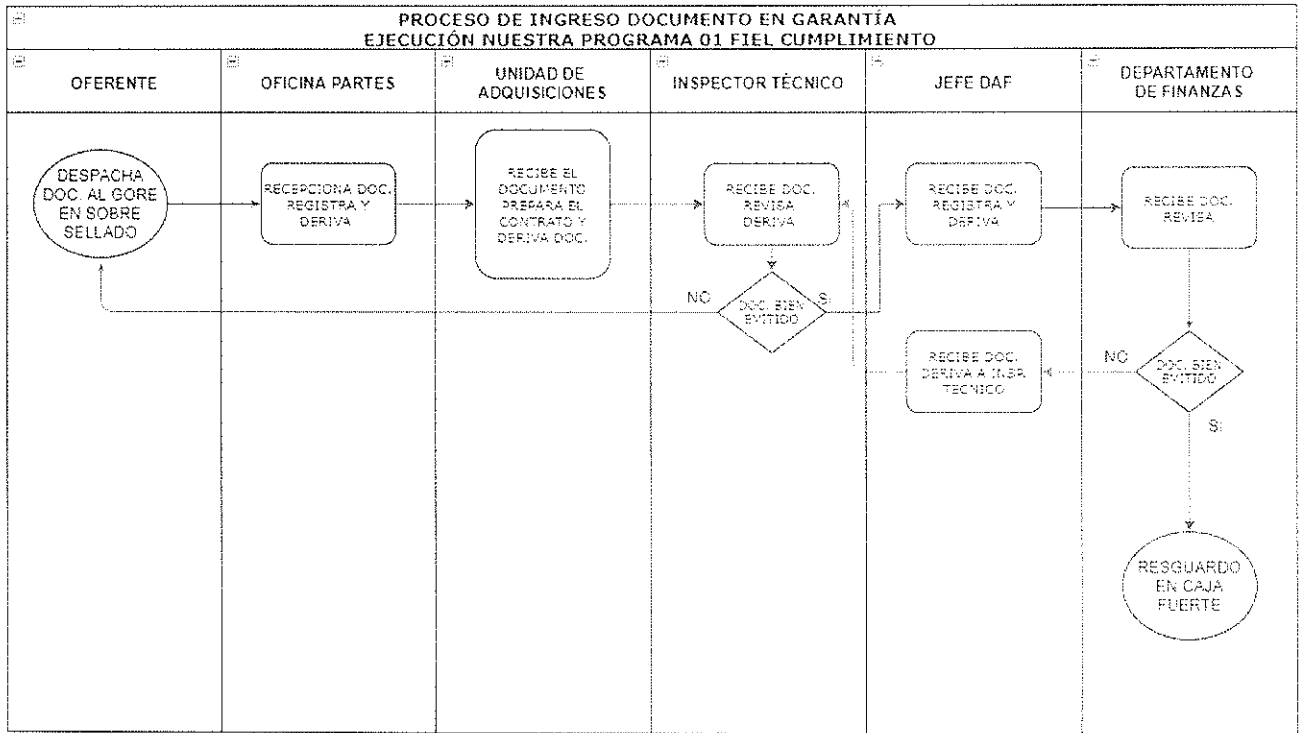 PROCESO DE INGRESO DOCUMENTO EN GARANTÍA
EJECUCIÓN NUESTRA PROGRAMA 01 FIEL CUMPLIMIENTO
OFERENTE
OFICINA PARTES
UNIDAD DE
ADQUISICIONES
INSPECTOR TÉCNICO
JEFE DAF
DEPARTAMENTO
DE FINANZAS
DESPACHA
DOC. AL GORE
EN SOBRE
SELLADO
RECEPCIONA DOC.
REGISTRA Y
DERIVA
RECIBE EL
DOCUMENTO
PREPARA EL
CONTRATO Y
DERIVA DOC.
RECIBE DOC.
REVISA
DERIVA
RECIBE DOC.
REGISTRA Y
DERIVA
RECIBE DOC.
REVISA
NO
DOC. BIEN
EMITIDO
SI
RECIBE DOC.
DERIVA A INSP.
TECNICO
NO
DOC. BIEN
EMITIDO
SI
RESGUARDO
EN CAJA
FUERTE